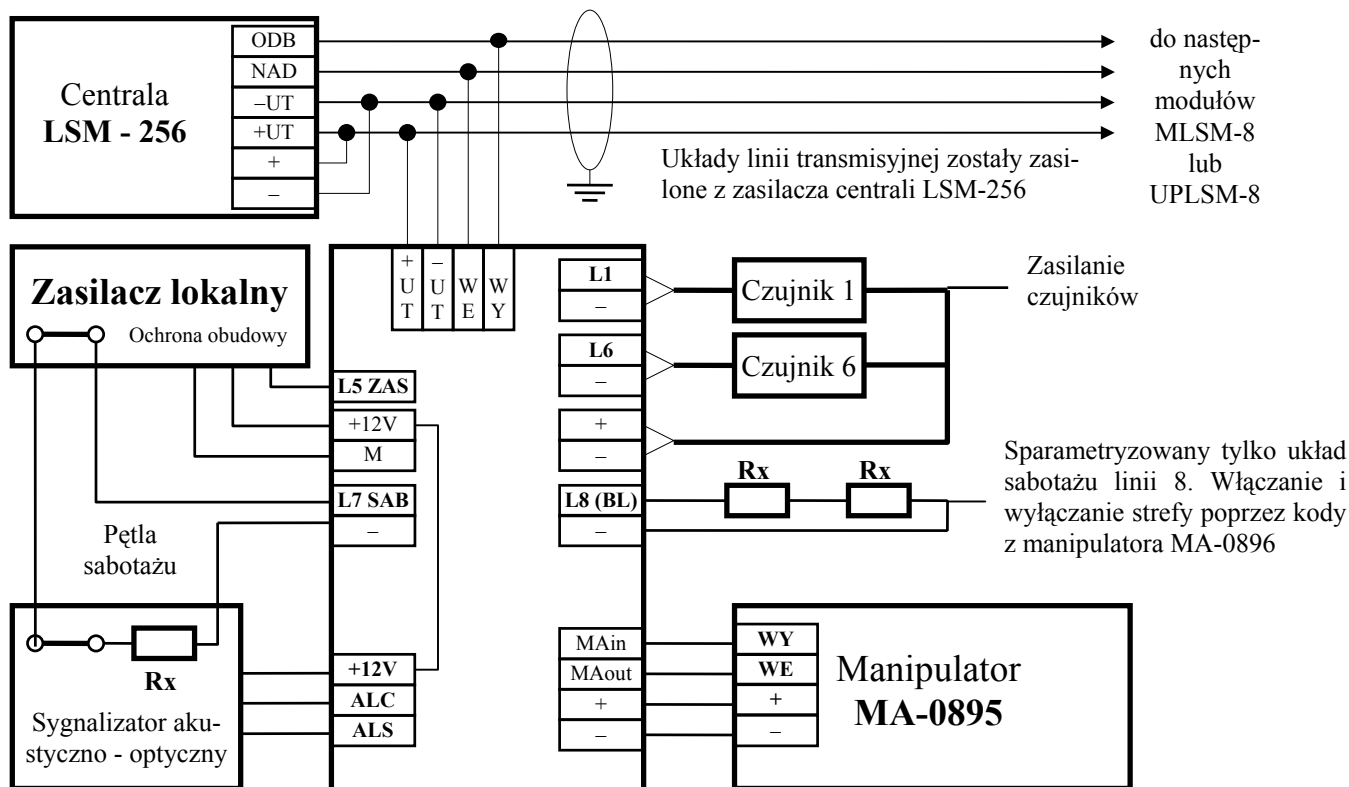 ODB
NAD
–UT
+UT
+
–
Centrala
LSM - 256
do następ-
nych
modułów
MLSM-8
lub
UPLSM-8
Układy linii transmisyjnej zostały zasi-
lone z zasilacza centrali LSM-256
Zasilacz lokalny
Ochrona obudowy
+UT
–UT
WE
WY
L1
–
Czujnik 1
Zasilanie
czujników
L6
–
Czujnik 6
L5 ZAS
+12V
M
+
–
L7 SAB
–
Pętla
sabotażu
L8 (BL)
–
Rx
Rx
Sparametryzowany tylko układ
sabotażu linii 8. Włączanie i
wyłączanie strefy poprzez kody
z manipulatora MA-0896
Rx
Sygnalizator aku-
styczno - optyczny
+12V
ALC
ALS
MAin
MAout
+
–
WY
WE
+
–
Manipulator
MA-0895